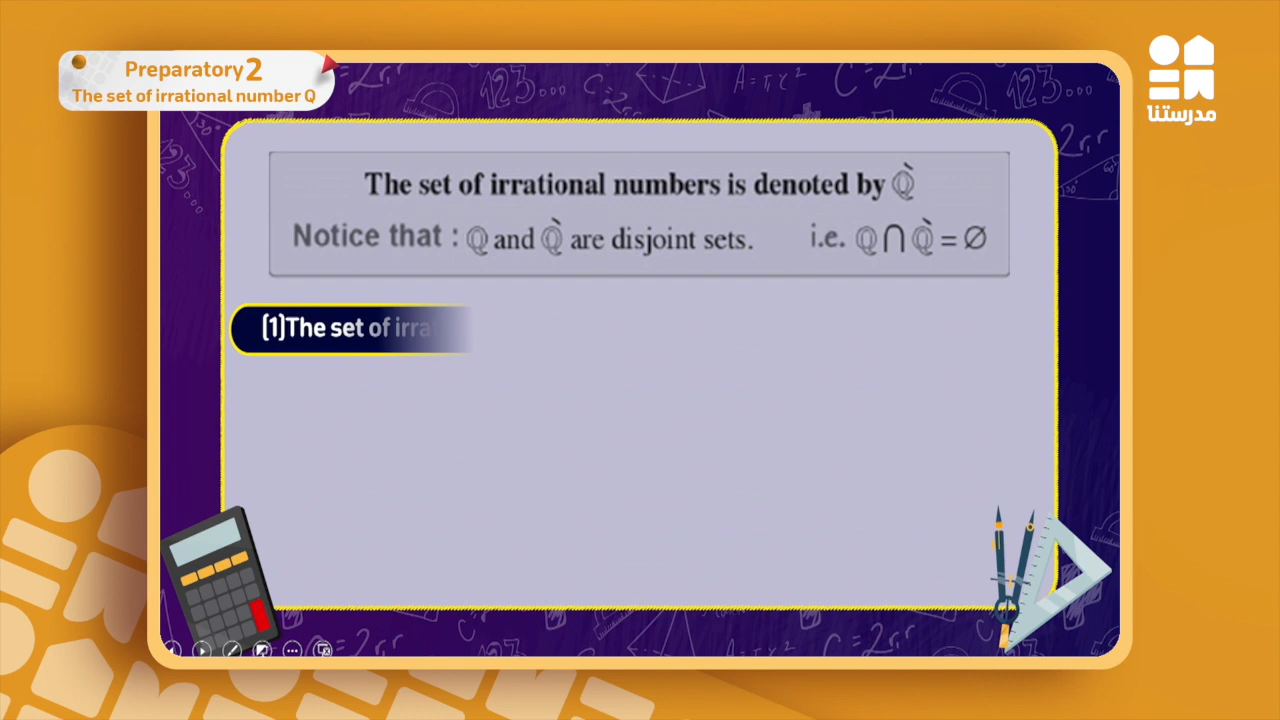 Preparatory 2
The set of irrational number Q
مدرستنا
The set of irrational numbers is denoted by ℚ̀
Notice that : ℚ and ℚ̀ are disjoint sets. i.e. ℚ ∩ ℚ̀ = ∅
(1)The set of irra